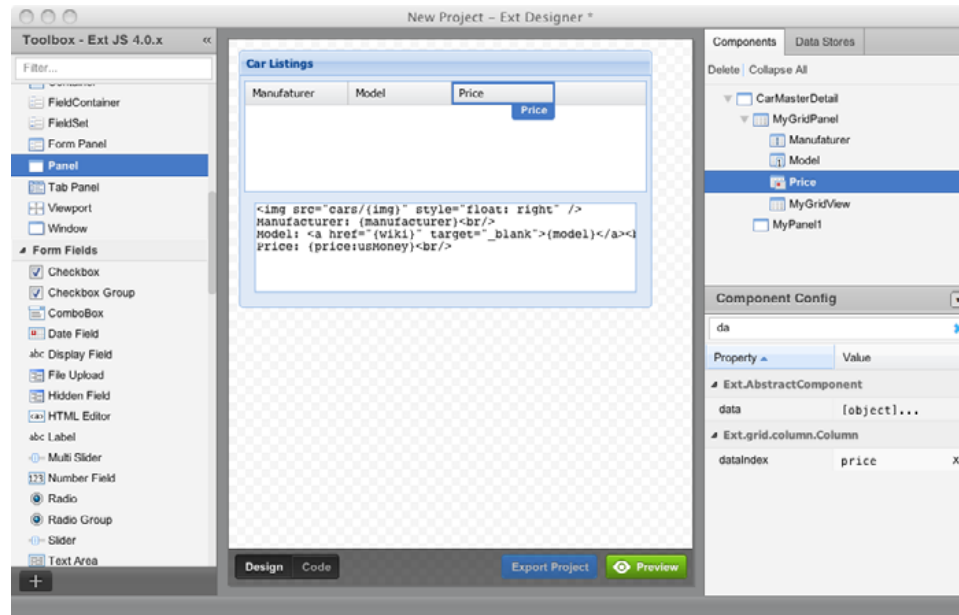 New Project – Ext Designer *
Toolbox - Ext JS 4.0.x «
Filter...
Container
FieldContainer
FieldSet
Form Panel
Panel
Tab Panel
Viewport
Window
Form Fields
Checkbox
Checkbox Group
ComboBox
Date Field
abc Display Field
File Upload
Hidden Field
HTML Editor
abc Label
Multi Slider
123 Number Field
Radio
Radio Group
Slider
Text Area
+
Car Listings
Manufaturer Model Price
Price
<img src="cars/{img}" style="float: right" />
Manufacturer: {manufacturer}<br/>
Model: <a href="{wiki}" target="_blank">{model}</a><b
Price: {price:usMoney}<br/>
Design Code
Export Project Preview
Components Data Stores
Delete Collapse All
CarMasterDetail
MyGridPanel
Manufaturer
Model
Price
MyGridView
MyPanel1
Component Config
da
Property Value
Ext.AbstractComponent
data [object]...
Ext.grid.column.Column
dataIndex price X